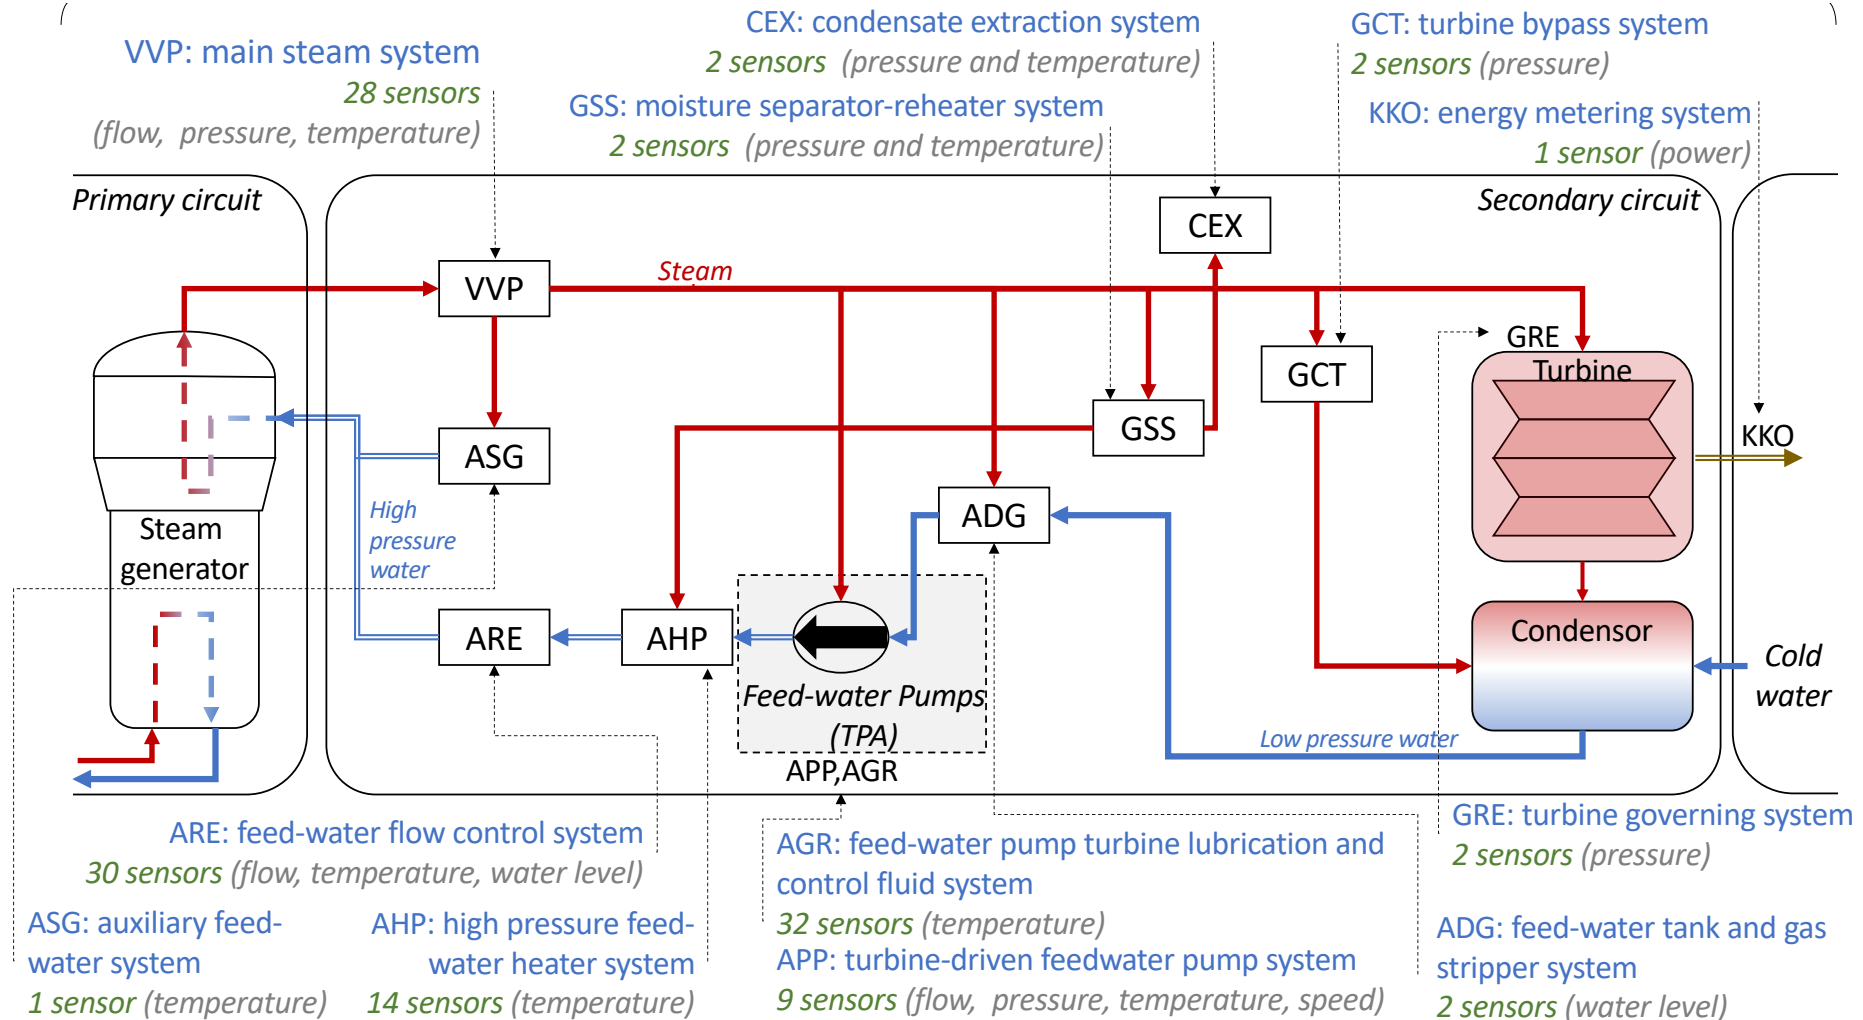 VVP: main steam system
28 sensors
(flow, pressure, temperature)
CEX: condensate extraction system
2 sensors (pressure and temperature)
GSS: moisture separator-reheater system
2 sensors (pressure and temperature)
GCT: turbine bypass system
2 sensors (pressure)
KKO: energy metering system
1 sensor (power)
Primary circuit
Secondary circuit
CEX
VVP
Steam
GRE
Turbine
GCT
GSS
KKO
ASG
ADG
High
pressure
water
Steam
generator
ARE
AHP
Condensor
Cold
water
Feed-water Pumps
(TPA)
Low pressure water
APP,AGR
ARE: feed-water flow control system
30 sensors (flow, temperature, water level)
AGR: feed-water pump turbine lubrication and
control fluid system
32 sensors (temperature)
APP: turbine-driven feedwater pump system
9 sensors (flow, pressure, temperature, speed)
GRE: turbine governing system
2 sensors (pressure)
ASG: auxiliary feed-
water system
1 sensor (temperature)
AHP: high pressure feed-
water heater system
14 sensors (temperature)
ADG: feed-water tank and gas
stripper system
2 sensors (water level)